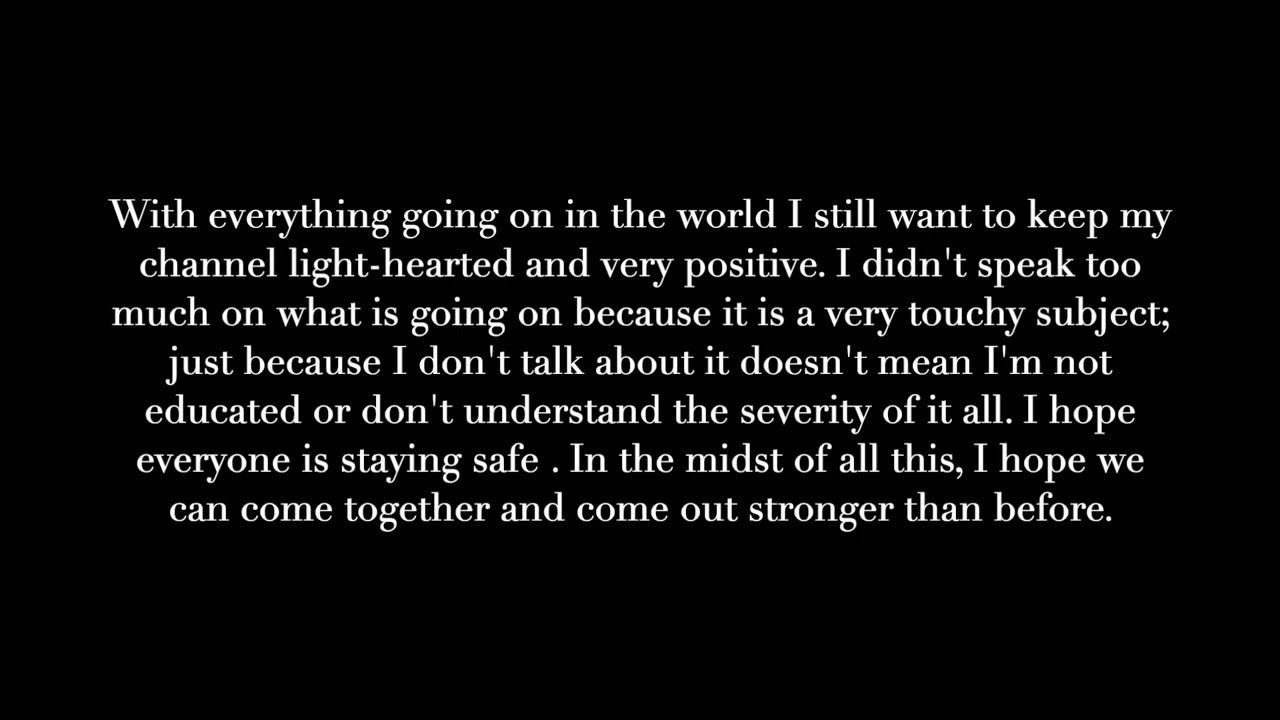 With everything going on in the world I still want to keep my
channel light-hearted and very positive. I didn't speak too
much on what is going on because it is a very touchy subject;
just because I don't talk about it doesn't mean I'm not
educated or don't understand the severity of it all. I hope
everyone is staying safe . In the midst of all this, I hope we
can come together and come out stronger than before.